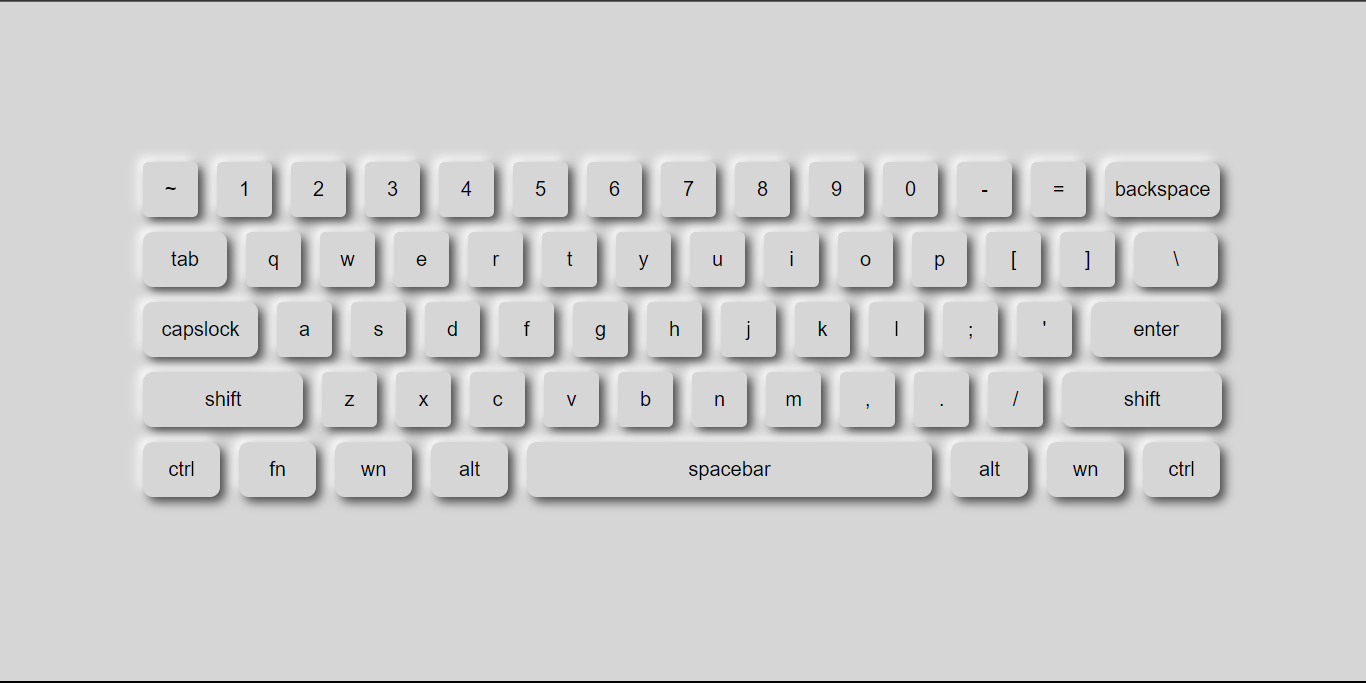 ~ 1 2 3 4 5 6 7 8 9 0 - = backspace
tab q w e r t y u i o p [ ] \
capslock a s d f g h j k l ; ' enter
shift z x c v b n m , . / shift
ctrl fn wn alt spacebar alt wn ctrl